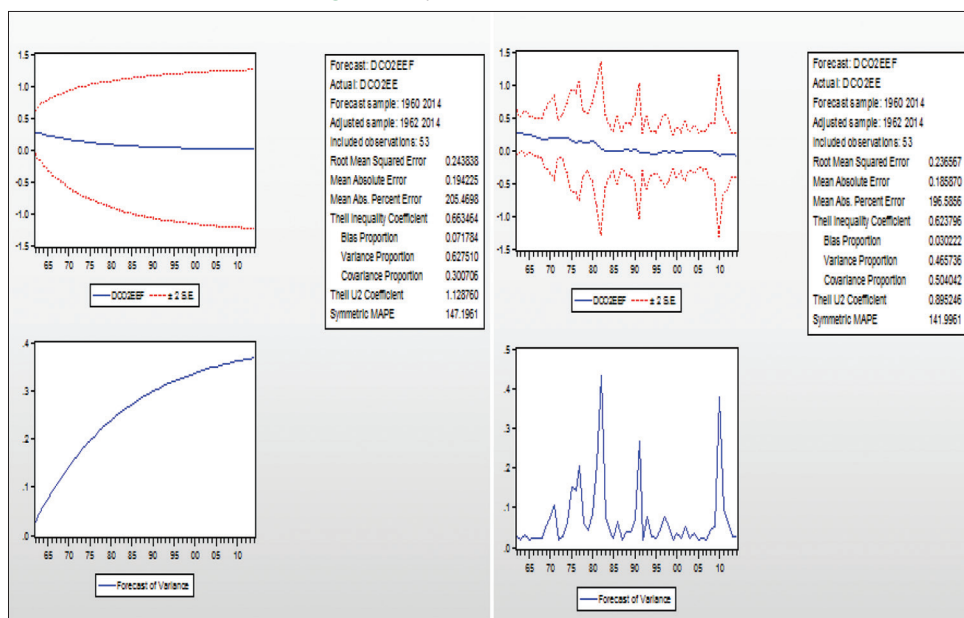 1.5
1.0
0.5
0.0
-0.5
-1.0
-1.5
65 70 75 80 85 90 95 00 05 10
DCO2EEF ± 2 S.E.
Forecast: DCO2EEF
Actual: DCO2EE
Forecast sample: 1960 2014
Adjusted sample: 1962 2014
Included observations: 53
Root Mean Squared Error 0.243838
Mean Absolute Error 0.194225
Mean Abs. Percent Error 205.4698
Theil Inequality Coefficient 0.663464
Bias Proportion 0.071784
Variance Proportion 0.627510
Covariance Proportion 0.300706
Theil U2 Coefficient 1.128760
Symmetric MAPE 147.1961
.4
.3
.2
.1
.0
65 70 75 80 85 90 95 00 05 10
Forecast of Variance
1.5
1.0
0.5
0.0
-0.5
-1.0
-1.5
65 70 75 80 85 90 95 00 05 10
DCO2EEF ± 2 S.E.
Forecast: DCO2EEF
Actual: DCO2EE
Forecast sample: 1960 2014
Adjusted sample: 1962 2014
Included observations: 53
Root Mean Squared Error 0.236567
Mean Absolute Error 0.185870
Mean Abs. Percent Error 196.5856
Theil Inequality Coefficient 0.623796
Bias Proportion 0.030222
Variance Proportion 0.465736
Covariance Proportion 0.504042
Theil U2 Coefficient 0.895246
Symmetric MAPE 141.9961
.5
.4
.3
.2
.1
.0
65 70 75 80 85 90 95 00 05 10
Forecast of Variance